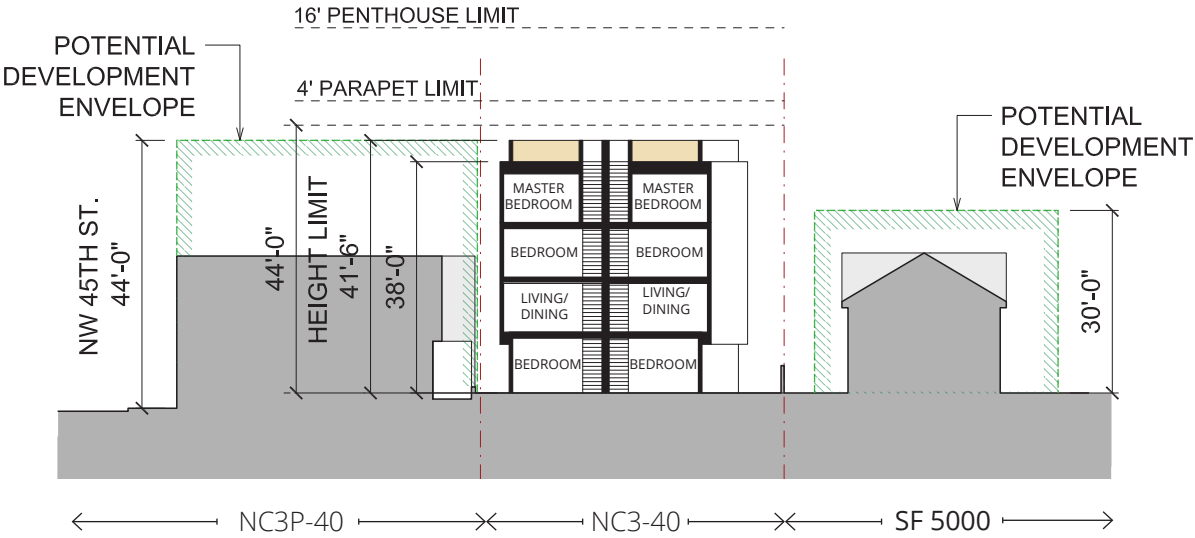 16' PENTHOUSE LIMIT
POTENTIAL
DEVELOPMENT
ENVELOPE
4' PARAPET LIMIT
POTENTIAL
DEVELOPMENT
ENVELOPE
NW 45TH ST.
44'-0"
44'-0"
HEIGHT LIMIT
41'-6"
38'-0"
MASTER
BEDROOM
MASTER
BEDROOM
BEDROOM
BEDROOM
LIVING/
DINING
LIVING/
DINING
BEDROOM
BEDROOM
30'-0"
NC3P-40
NC3-40
SF 5000